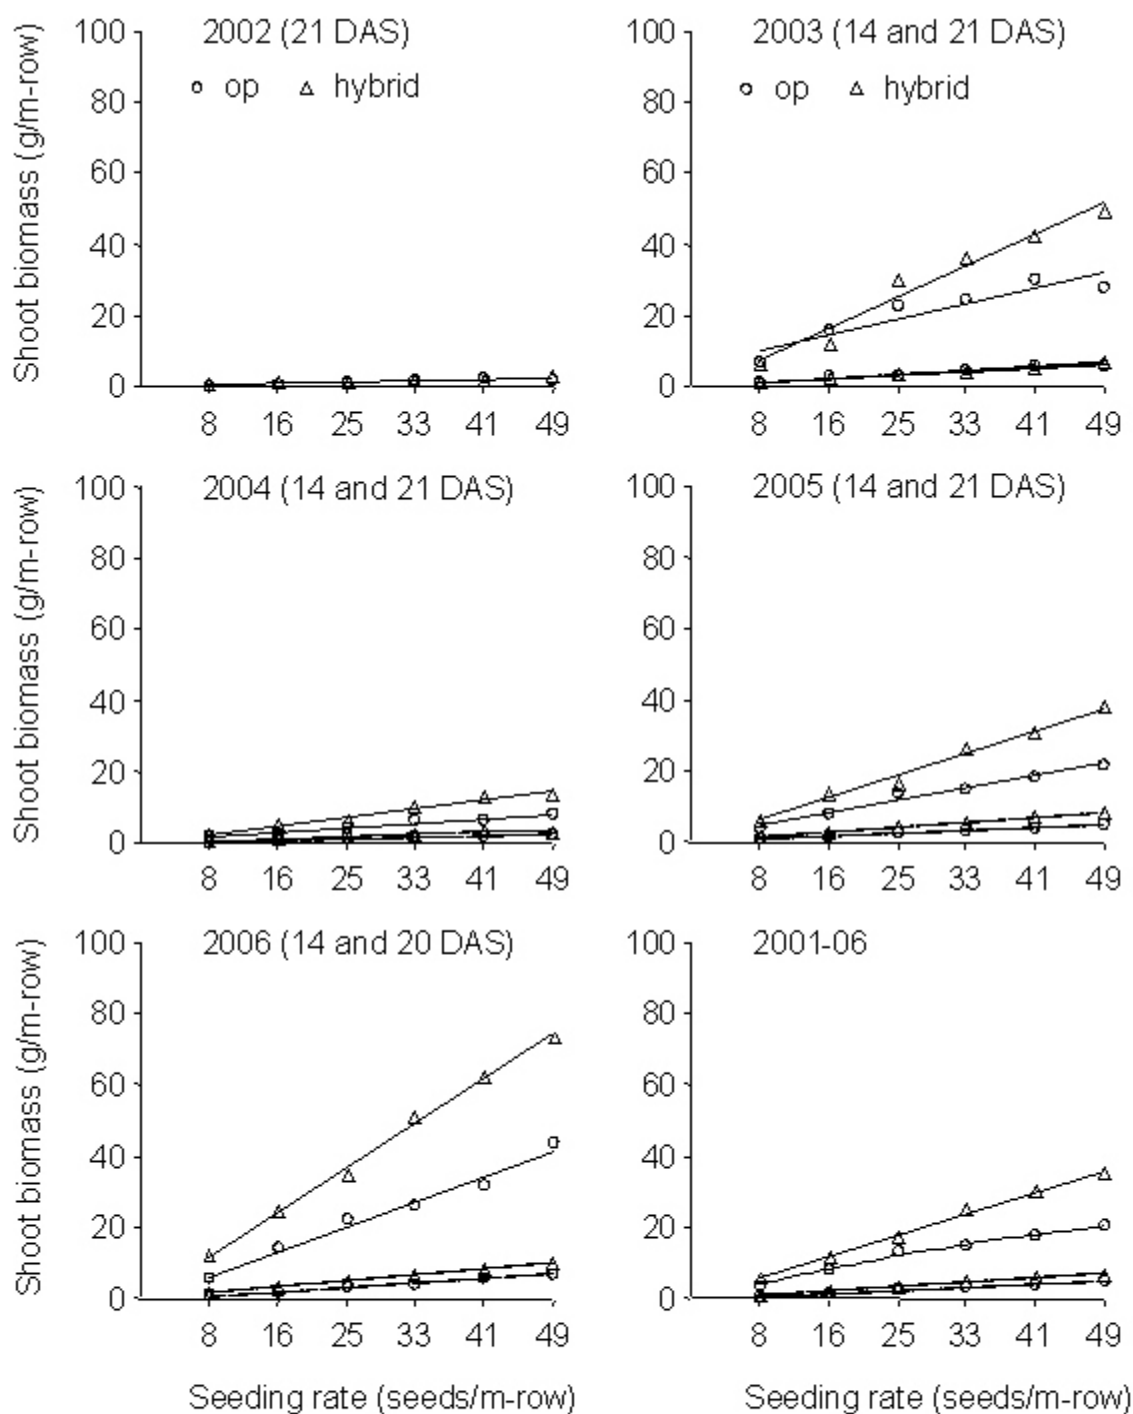 2002 (21 DAS)
op hybrid
Shoot biomass (g/m-row)
100
80
60
40
20
0
8 16 25 33 41 49
2003 (14 and 21 DAS)
op hybrid
100
80
60
40
20
0
8 16 25 33 41 49
2004 (14 and 21 DAS)
Shoot biomass (g/m-row)
100
80
60
40
20
0
8 16 25 33 41 49
2005 (14 and 21 DAS)
100
80
60
40
20
0
8 16 25 33 41 49
2006 (14 and 20 DAS)
Shoot biomass (g/m-row)
100
80
60
40
20
0
8 16 25 33 41 49
Seeding rate (seeds/m-row)
2001-06
100
80
60
40
20
0
8 16 25 33 41 49
Seeding rate (seeds/m-row)